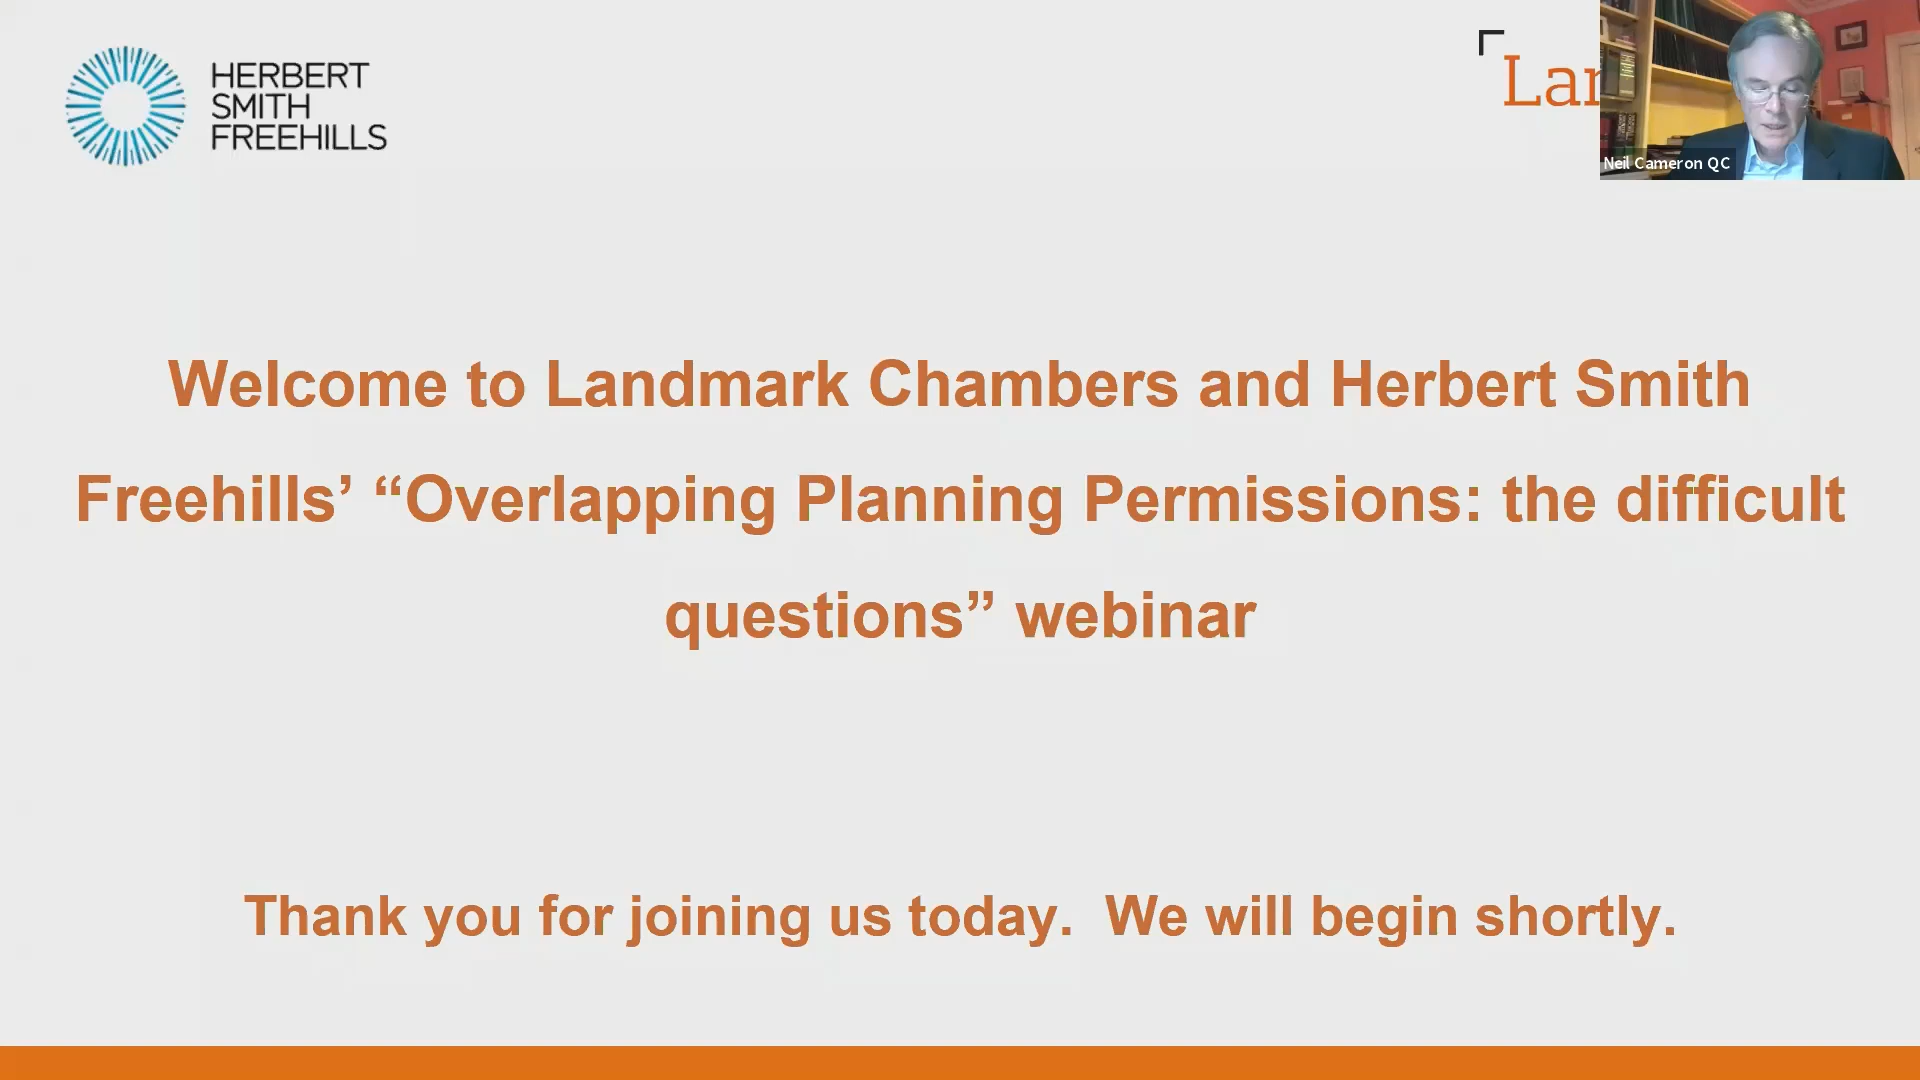 HERBERT
SMITH
FREEHILLS
Neil Cameron QC
Welcome to Landmark Chambers and Herbert Smith
Freehills’ “Overlapping Planning Permissions: the difficult
questions” webinar
Thank you for joining us today.  We will begin shortly.